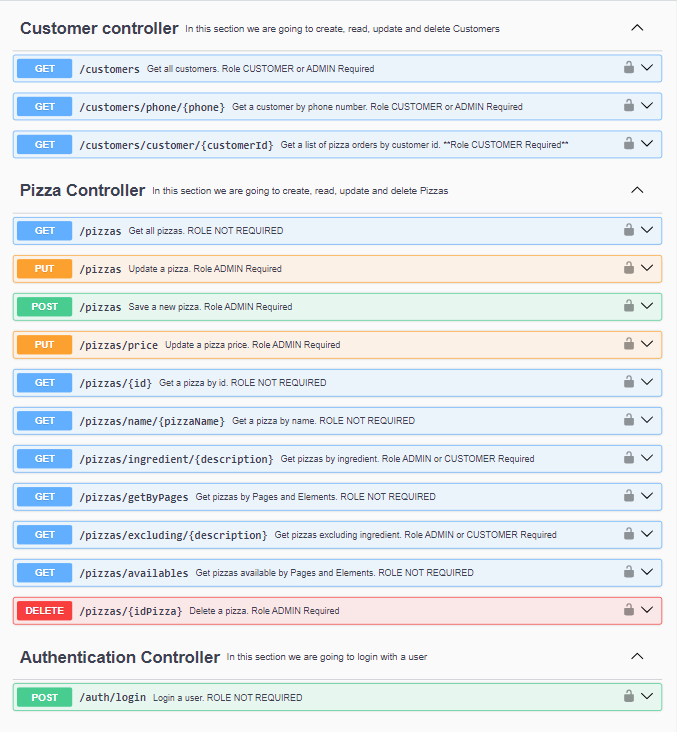 Customer controller In this section we are going to create, read, update and delete Customers
GET /customers Get all customers. Role CUSTOMER or ADMIN Required
GET /customers/phone/{phone} Get a customer by phone number. Role CUSTOMER or ADMIN Required
GET /customers/customer/{customerId} Get a list of pizza orders by customer id. **Role CUSTOMER Required**
Pizza Controller In this section we are going to create, read, update and delete Pizzas
GET /pizzas Get all pizzas. ROLE NOT REQUIRED
PUT /pizzas Update a pizza. Role ADMIN Required
POST /pizzas Save a new pizza. Role ADMIN Required
PUT /pizzas/price Update a pizza price. Role ADMIN Required
GET /pizzas/{id} Get a pizza by id. ROLE NOT REQUIRED
GET /pizzas/name/{pizzaName} Get a pizza by name. ROLE NOT REQUIRED
GET /pizzas/ingredient/{description} Get pizzas by ingredient. Role ADMIN or CUSTOMER Required
GET /pizzas/getByPages Get pizzas by Pages and Elements. ROLE NOT REQUIRED
GET /pizzas/excluding/{description} Get pizzas excluding ingredient. Role ADMIN or CUSTOMER Required
GET /pizzas/availables Get pizzas available by Pages and Elements. ROLE NOT REQUIRED
DELETE /pizzas/{idPizza} Delete a pizza. Role ADMIN Required
Authentication Controller In this section we are going to login with a user
POST /auth/login Login a user. ROLE NOT REQUIRED